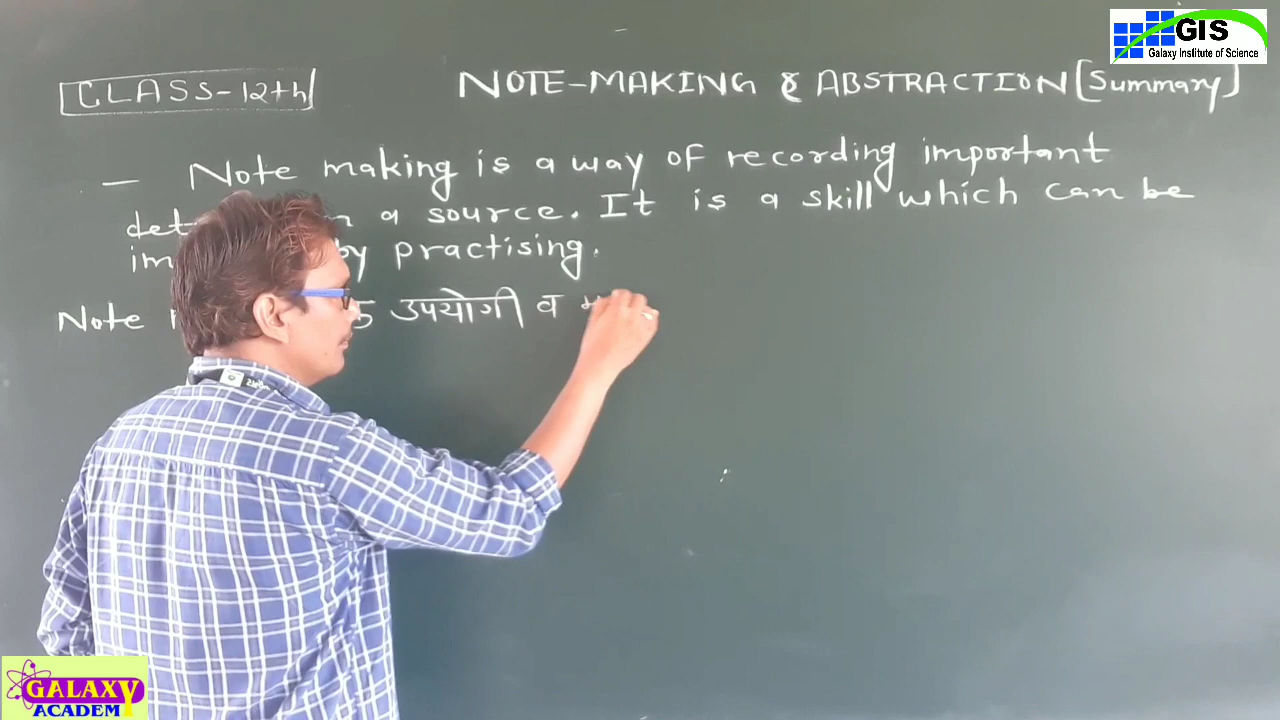 GIS
Galaxy Institute of Science
CLASS-12th
NOTE-MAKING & ABSTRACTION [Summary]
— Note making is a way of recording important
a source. It is a skill which can be
by practising.
Note उपयोगी व
GALAXY
ACADEM